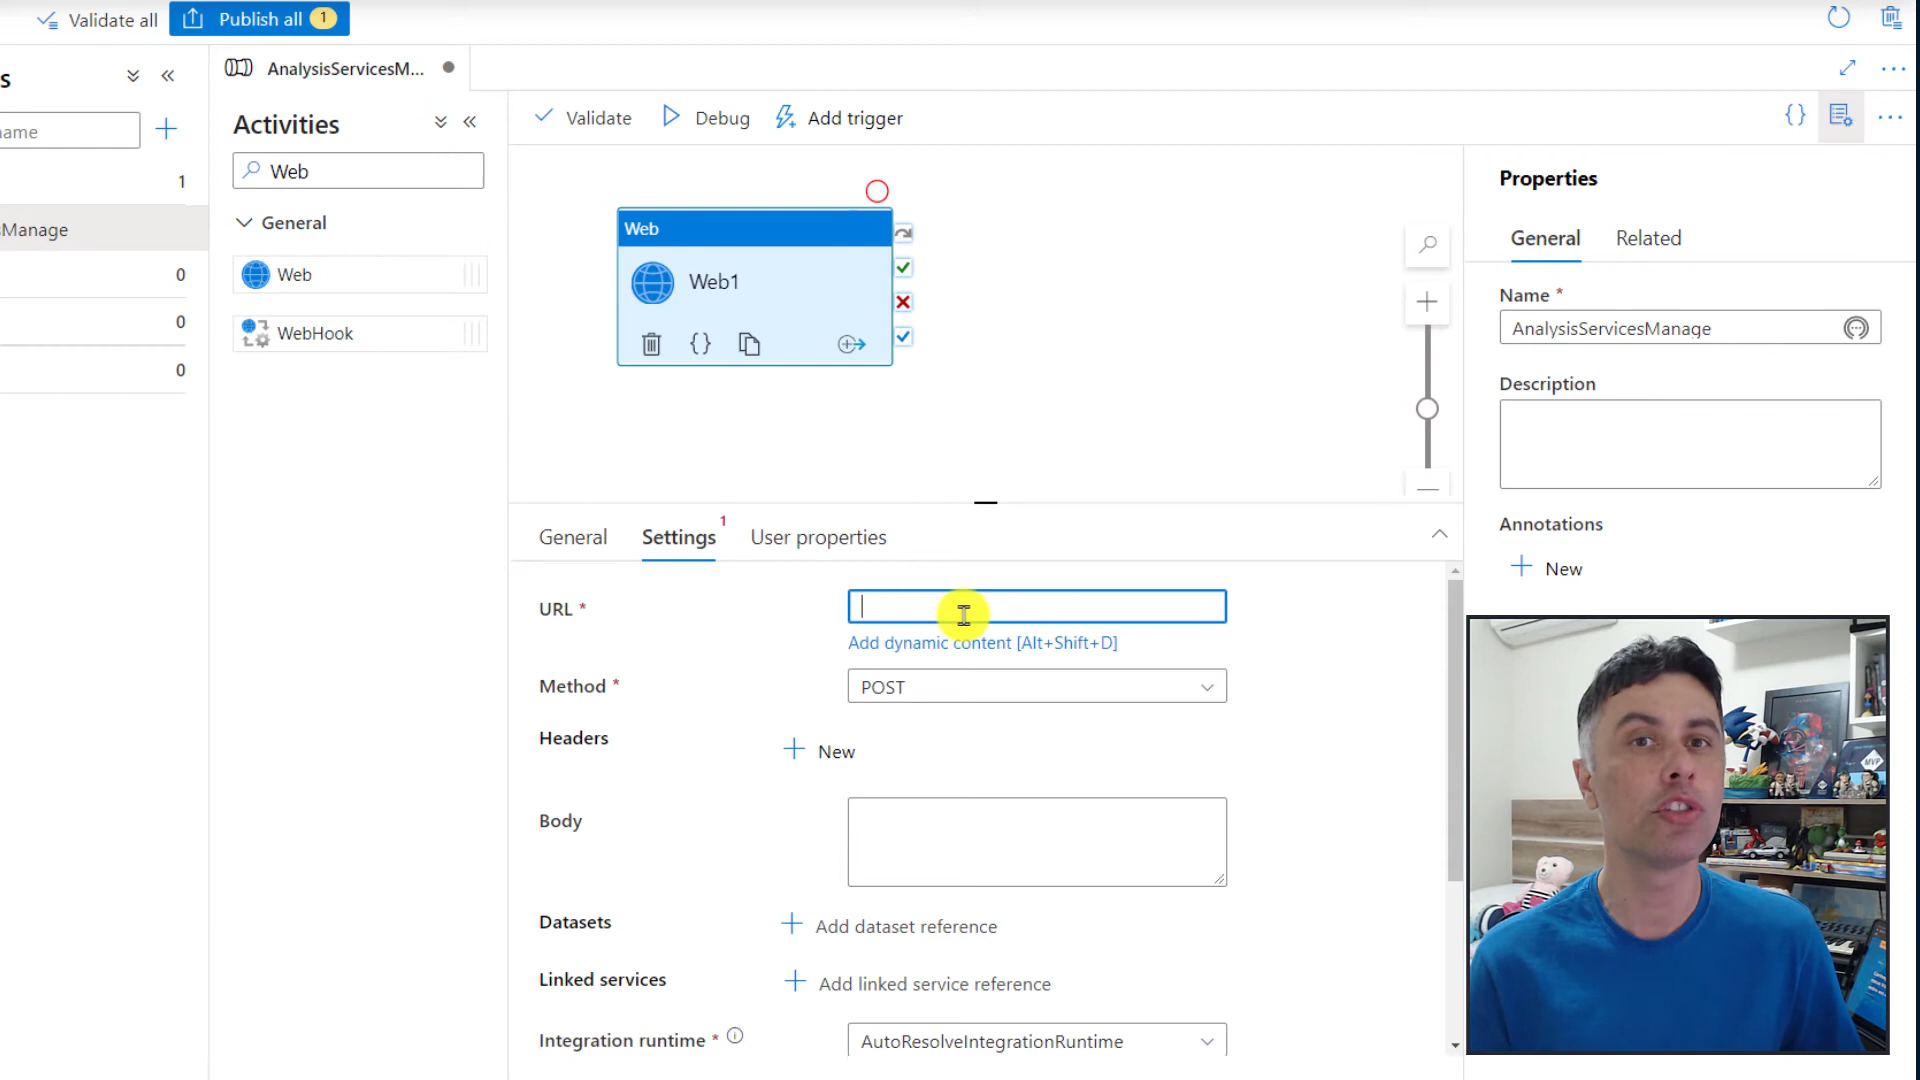 Validate all
Publish all 1
s
AnalysisServicesM...
Activities
Validate
Debug
Add trigger
{}
name
Web
1
Manage
0
0
0
General
Web
WebHook
Web
Web1
{}
Properties
General
Related
Name *
AnalysisServicesManage
Description
Annotations
New
General
Settings 1
User properties
URL *
Add dynamic content [Alt+Shift+D]
Method *
POST
Headers
New
Body
Datasets
Add dataset reference
Linked services
Add linked service reference
Integration runtime *
AutoResolveIntegrationRuntime
MVP